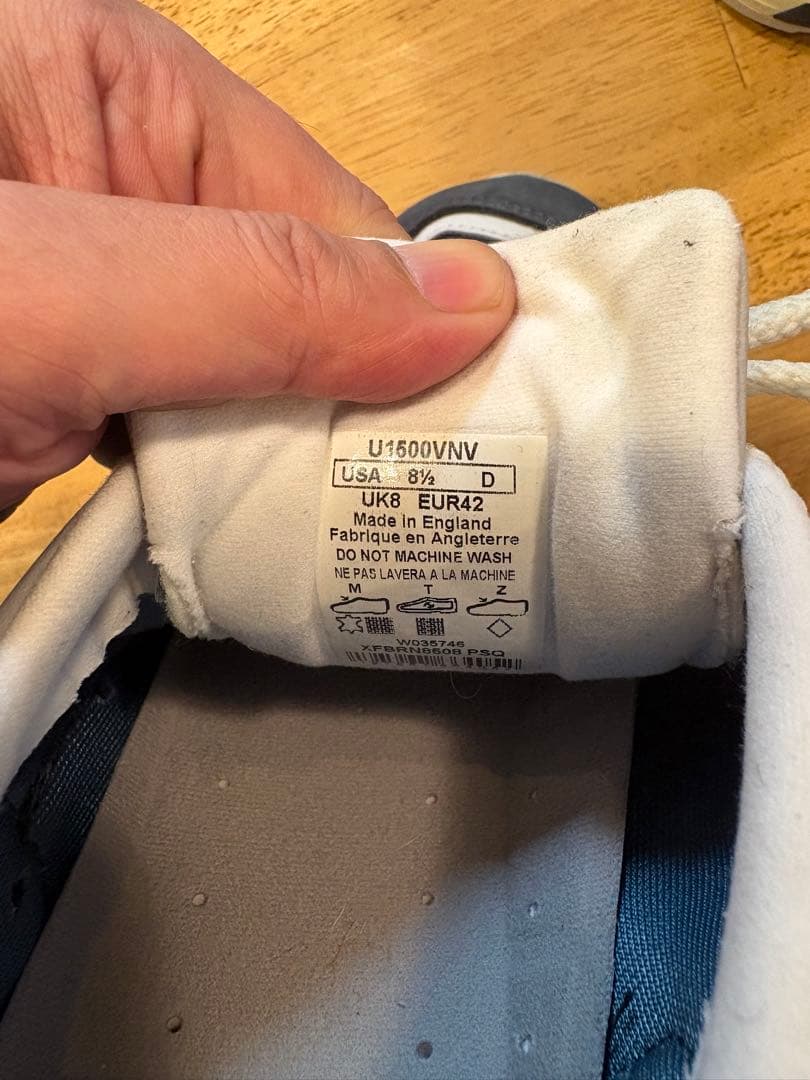 U1500VNV
USA 8½ D
UK8 EUR42
Made in England
Fabrique en Angleterre
DO NOT MACHINE WASH
NE PAS LAVERA A LA MACHINE
M T Z
W035746
XFBRN8508 PSQ